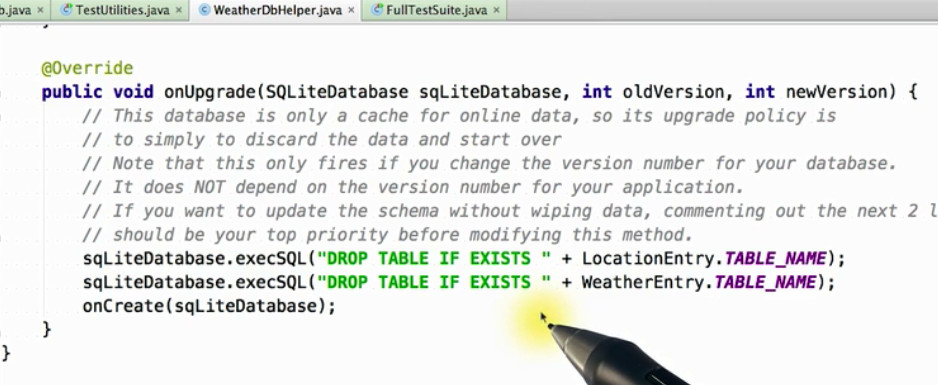 b.java × TestUtilities.java × WeatherDbHelper.java × FullTestSuite.java ×
@Override
public void onUpgrade(SQLiteDatabase sqLiteDatabase, int oldVersion, int newVersion) {
// This database is only a cache for online data, so its upgrade policy is
// to simply to discard the data and start over
// Note that this only fires if you change the version number for your database.
// It does NOT depend on the version number for your application.
// If you want to update the schema without wiping data, commenting out the next 2 l
// should be your top priority before modifying this method.
sqLiteDatabase.execSQL("DROP TABLE IF EXISTS " + LocationEntry.TABLE_NAME);
sqLiteDatabase.execSQL("DROP TABLE IF EXISTS " + WeatherEntry.TABLE_NAME);
onCreate(sqLiteDatabase);
}
}